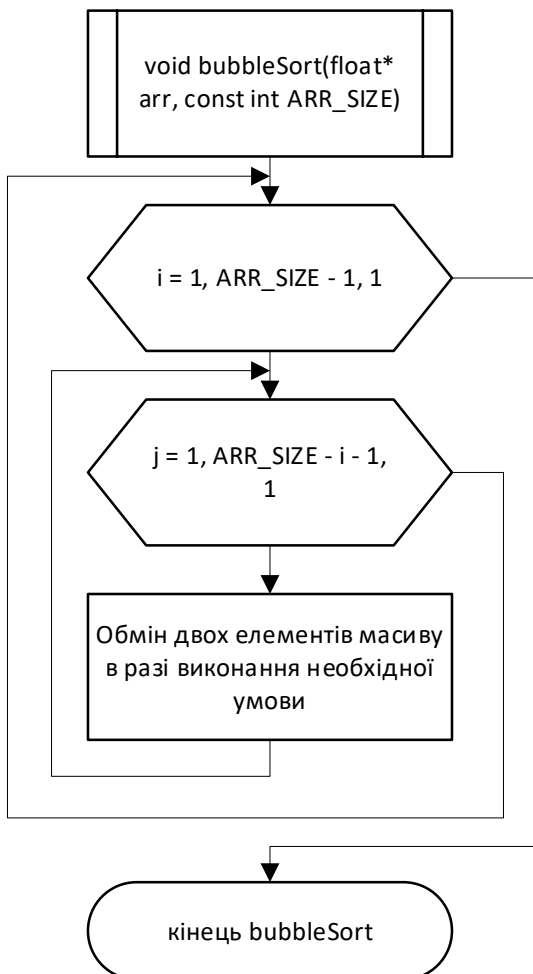 void bubbleSort(float*
arr, const int ARR_SIZE)
i = 1, ARR_SIZE - 1, 1
j = 1, ARR_SIZE - i - 1,
1
Обмін двох елементів масиву
в разі виконання необхідної
умови
кінець bubbleSort